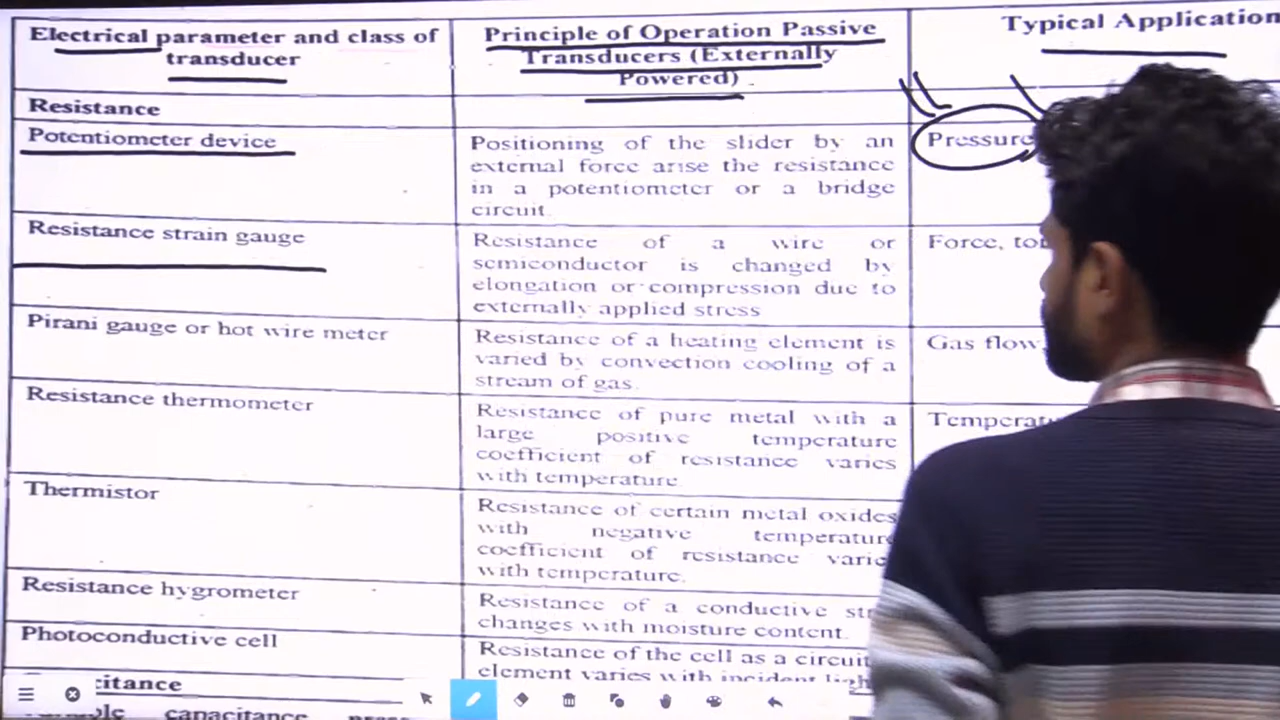 Electrical parameter and class of
transducer
Principle of Operation Passive
Transducers (Externally
Powered)
Typical Application
Resistance
Potentiometer device
Positioning of the slider by an
external force arise the resistance
in a potentiometer or a bridge
circuit.
Pressure
Resistance strain gauge
Resistance of a wire or
semiconductor is changed by
elongation or compression due to
externally applied stress
Force,
Pirani gauge or hot wire meter
Resistance of a heating element is
varied by convection cooling of a
stream of gas.
Gas flow
Resistance thermometer
Resistance of pure metal with a
large positive temperature
coefficient of resistance varies
with temperature.
Thermistor
Resistance of certain metal oxides
with negative temperature
coefficient of resistance
with temperature.
Resistance hygrometer
Resistance of a conductive
changes with moisture content.
Photoconductive cell
Resistance of the cell as a circuit
element varies with incident
capacitance